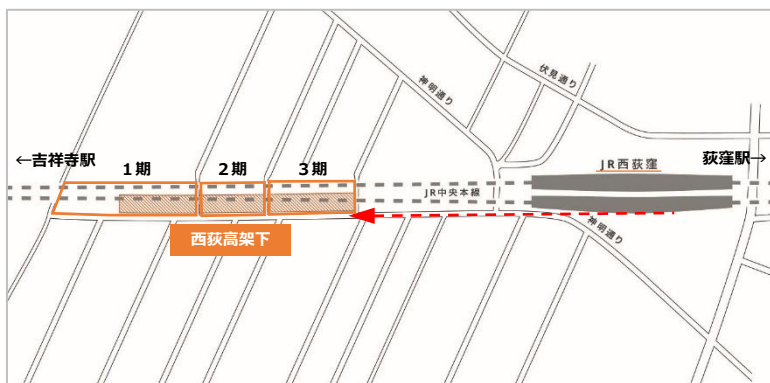 伏見通り
神明通り
←吉祥寺駅
1期
2期
3期
JR中央本線
JR西荻窪
荻窪駅→
西荻高架下
神明通り